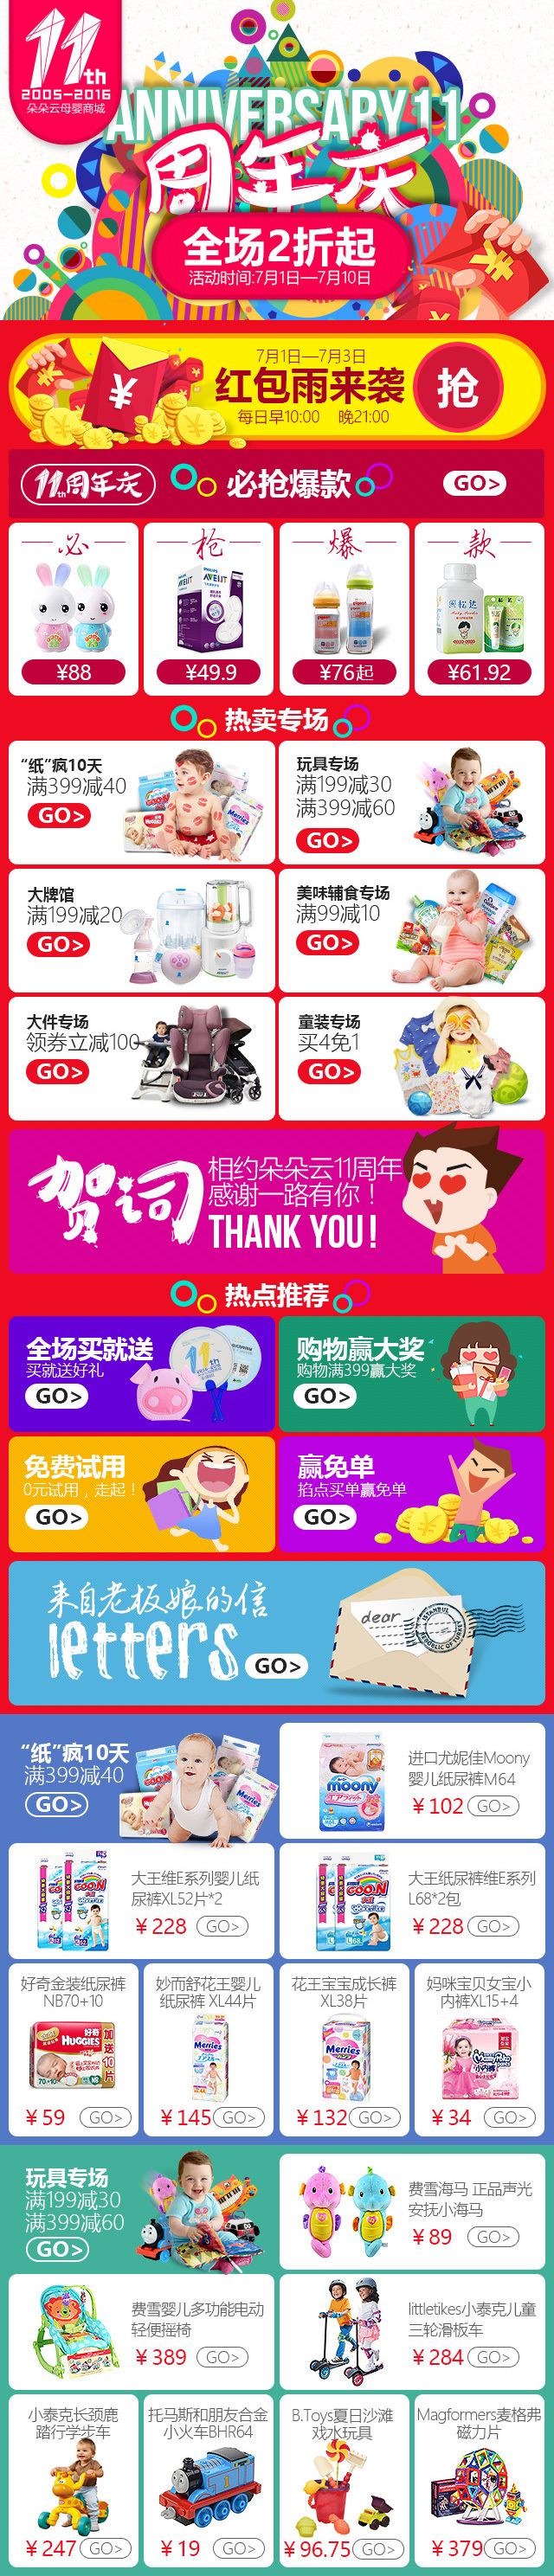 11th
2005-2016
朵朵云母婴商城
ANNIVERSARY 11
周年庆
全场2折起
活动时间:7月1日—7月10日
7月1日—7月3日
红包雨来袭
每日早10:00 晚21:00
抢
11th周年庆
必抢爆款
GO>
必
抢
爆
款
PHILIPS
AVENT
¥88
¥49.9
¥76起
¥61.92
热卖专场
“纸”疯10天
满399减40
GO>
玩具专场
满199减30
满399减60
GO>
大牌馆
满199减20
GO>
美味辅食专场
满99减10
GO>
大件专场
领券立减100
GO>
童装专场
买4免1
GO>
贺词
相约朵朵云11周年
感谢一路有你！
THANK YOU!
热点推荐
全场买就送
买就送好礼
GO>
购物赢大奖
购物满399赢大奖
GO>
免费试用
0元试用，走起！
GO>
赢免单
掐点买单赢免单
GO>
来自老板娘的信
letters
GO>
dear
ISTANBUL
REPUBLIC OF TURKEY
“纸”疯10天
满399减40
GO>
moony
进口尤妮佳Moony
婴儿纸尿裤M64
¥102 GO>
GOO.N
大王维E系列婴儿纸
尿裤XL52片*2
¥228 GO>
GOO.N
大王纸尿裤维E系列
L68*2包
¥228 GO>
好奇金装纸尿裤
NB70+10
HUGGIES
¥59 GO>
妙而舒花王婴儿
纸尿裤 XL44片
Merries
¥145 GO>
花王宝宝成长裤
XL38片
Merries
¥132 GO>
妈咪宝贝女宝小
内裤XL15+4
¥34 GO>
玩具专场
满199减30
满399减60
GO>
费雪海马 正品声光
安抚小海马
¥89 GO>
费雪婴儿多功能电动
轻便摇椅
¥389 GO>
littletikes小泰克儿童
三轮滑板车
¥284 GO>
小泰克长颈鹿
踏行学步车
¥247 GO>
托马斯和朋友合金
小火车BHR64
¥19 GO>
B.Toys夏日沙滩
戏水玩具
¥96.75 GO>
Magformers麦格弗
磁力片
¥379 GO>